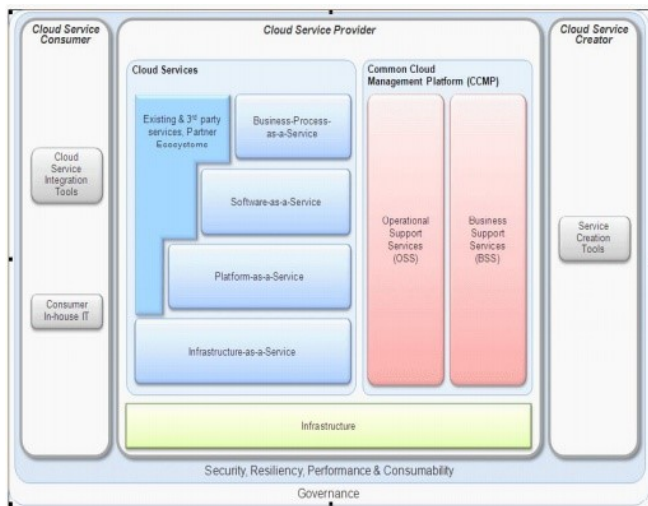 Cloud Service
Consumer
Cloud Service Provider
Cloud Service
Creator
Cloud Services
Common Cloud
Management Platform (CCMP)
Existing & 3rd party
services, Partner
Ecosystems
Business-Process-
as-a-Service
Cloud
Service
Integration
Tools
Software-as-a-Service
Operational
Support
Services
(OSS)
Business
Support
Services
(BSS)
Service
Creation
Tools
Platform-as-a-Service
Consumer
In-house IT
Infrastructure-as-a-Service
Infrastructure
Security, Resiliency, Performance & Consumability
Governance